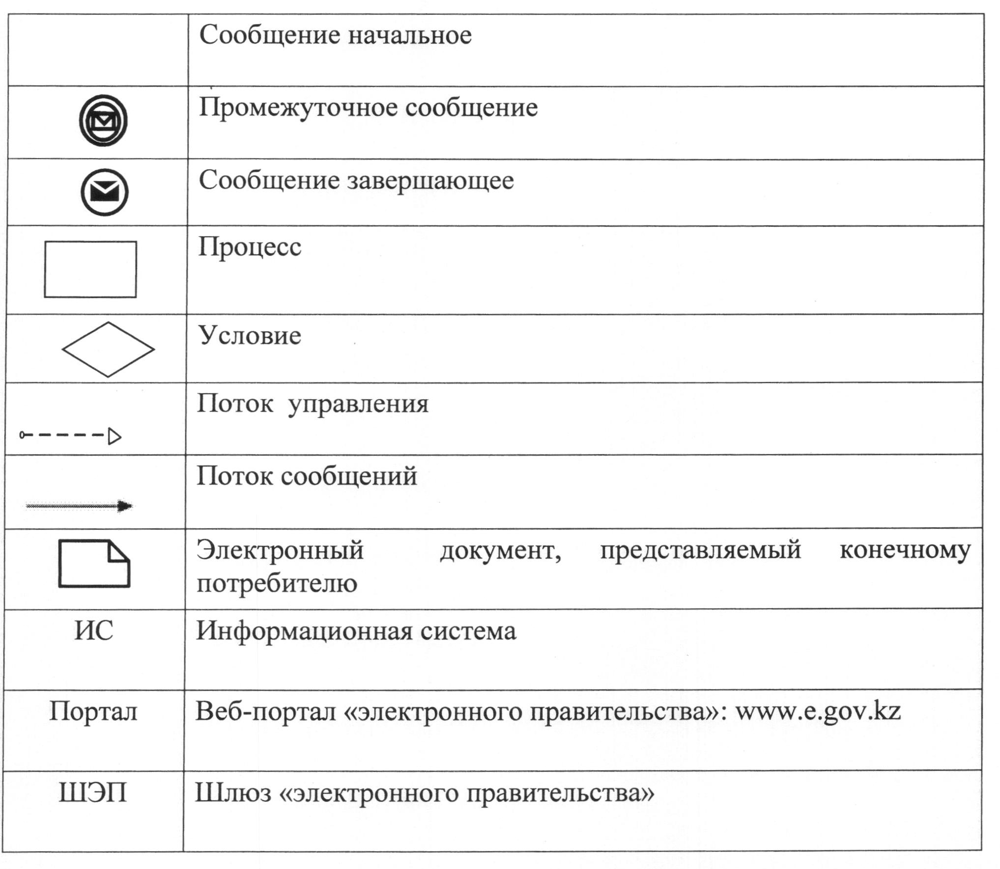 Сообщение начальное
Промежуточное сообщение
Сообщение завершающее
Процесс
Условие
Поток управления
Поток сообщений
Электронный документ, представляемый конечному
потребителю
ИС Информационная система
Портал Веб-портал «электронного правительства»: www.e.gov.kz
ШЭП Шлюз «электронного правительства»